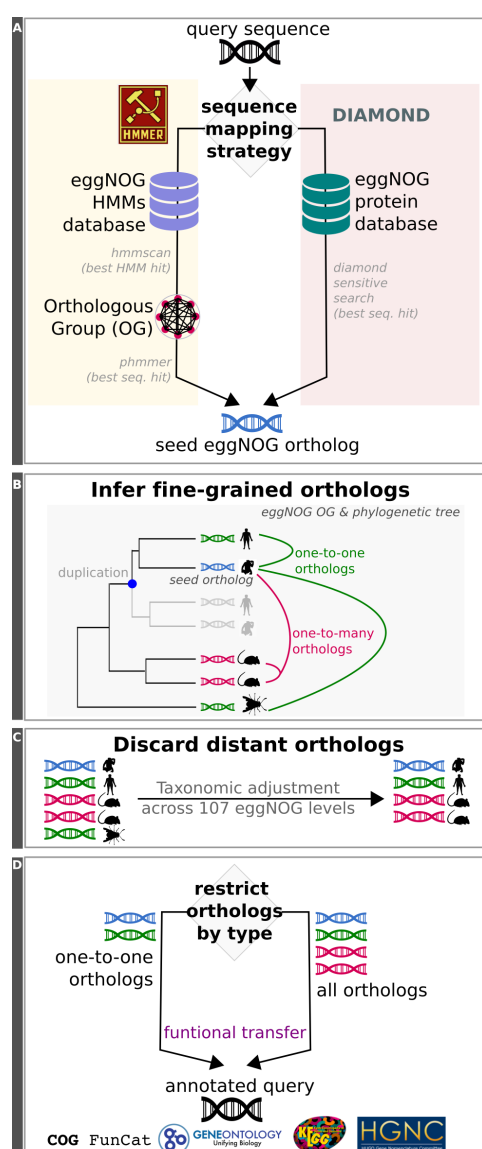 A
query sequence
HMMER
sequence
mapping
strategy
DIAMOND
eggNOG
HMMs
database
eggNOG
protein
database
hmmscan
(best HMM hit)
diamond
sensitive
search
(best seq. hit)
Orthologous
Group (OG)
phmmer
(best seq. hit)
seed eggNOG ortholog
B
Infer fine-grained orthologs
eggNOG OG & phylogenetic tree
duplication
seed ortholog
one-to-one
orthologs
one-to-many
orthologs
C
Discard distant orthologs
Taxonomic adjustment
across 107 eggNOG levels
D
restrict
orthologs
by type
one-to-one
orthologs
all orthologs
funtional transfer
annotated query
COG FunCat
GENEONTOLOGY
Unifying Biology
KEGG
HGNC